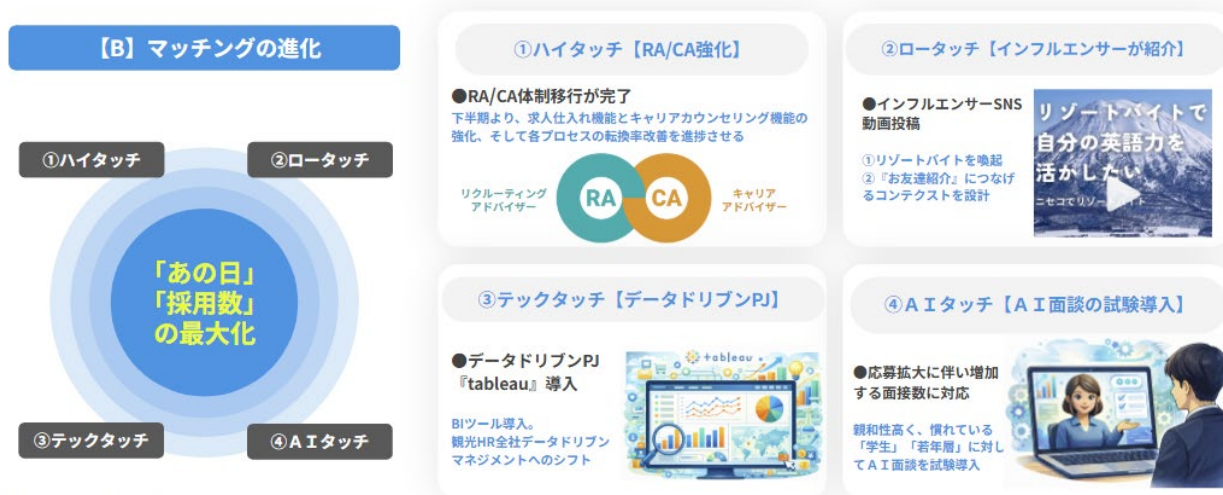 【B】マッチングの進化
①ハイタッチ
②ロータッチ
「あの日」
「採用数」
の最大化
③テックタッチ
④AIタッチ
①ハイタッチ【RA/CA強化】
●RA/CA体制移行が完了
下半期より、求人仕入れ機能とキャリアカウンセリング機能の
強化、そして各プロセスの転換率改善を進捗させる
リクルーティング
アドバイザー
RA
CA
キャリア
アドバイザー
②ロータッチ【インフルエンサーが紹介】
●インフルエンサーSNS
動画投稿
①リゾートバイトを喚起
②『お友達紹介』につなげ
るコンテクストを設計
リゾートバイトで
自分の英語力を
活かしたい
③テックタッチ【データドリブンPJ】
●データドリブンPJ
『tableau』導入
BIツール導入。
観光HR全社データドリブン
マネジメントへのシフト
tableau
④AIタッチ【AI面談の試験導入】
●応募拡大に伴い増加
する面接数に対応
親和性高く、慣れている
「学生」「若年層」に対し
てAI面談を試験導入